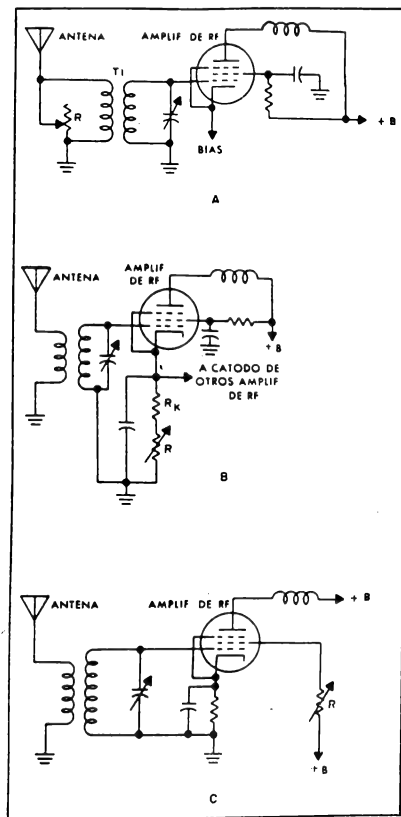 ANTENA
AMPLIF DE RF
T1
R
BIAS
+ B
A
ANTENA
AMPLIF
DE RF
+ B
A CATODO DE
OTROS AMPLIF
DE RF
RK
R
B
ANTENA
AMPLIF DE RF
+ B
R
+B
C